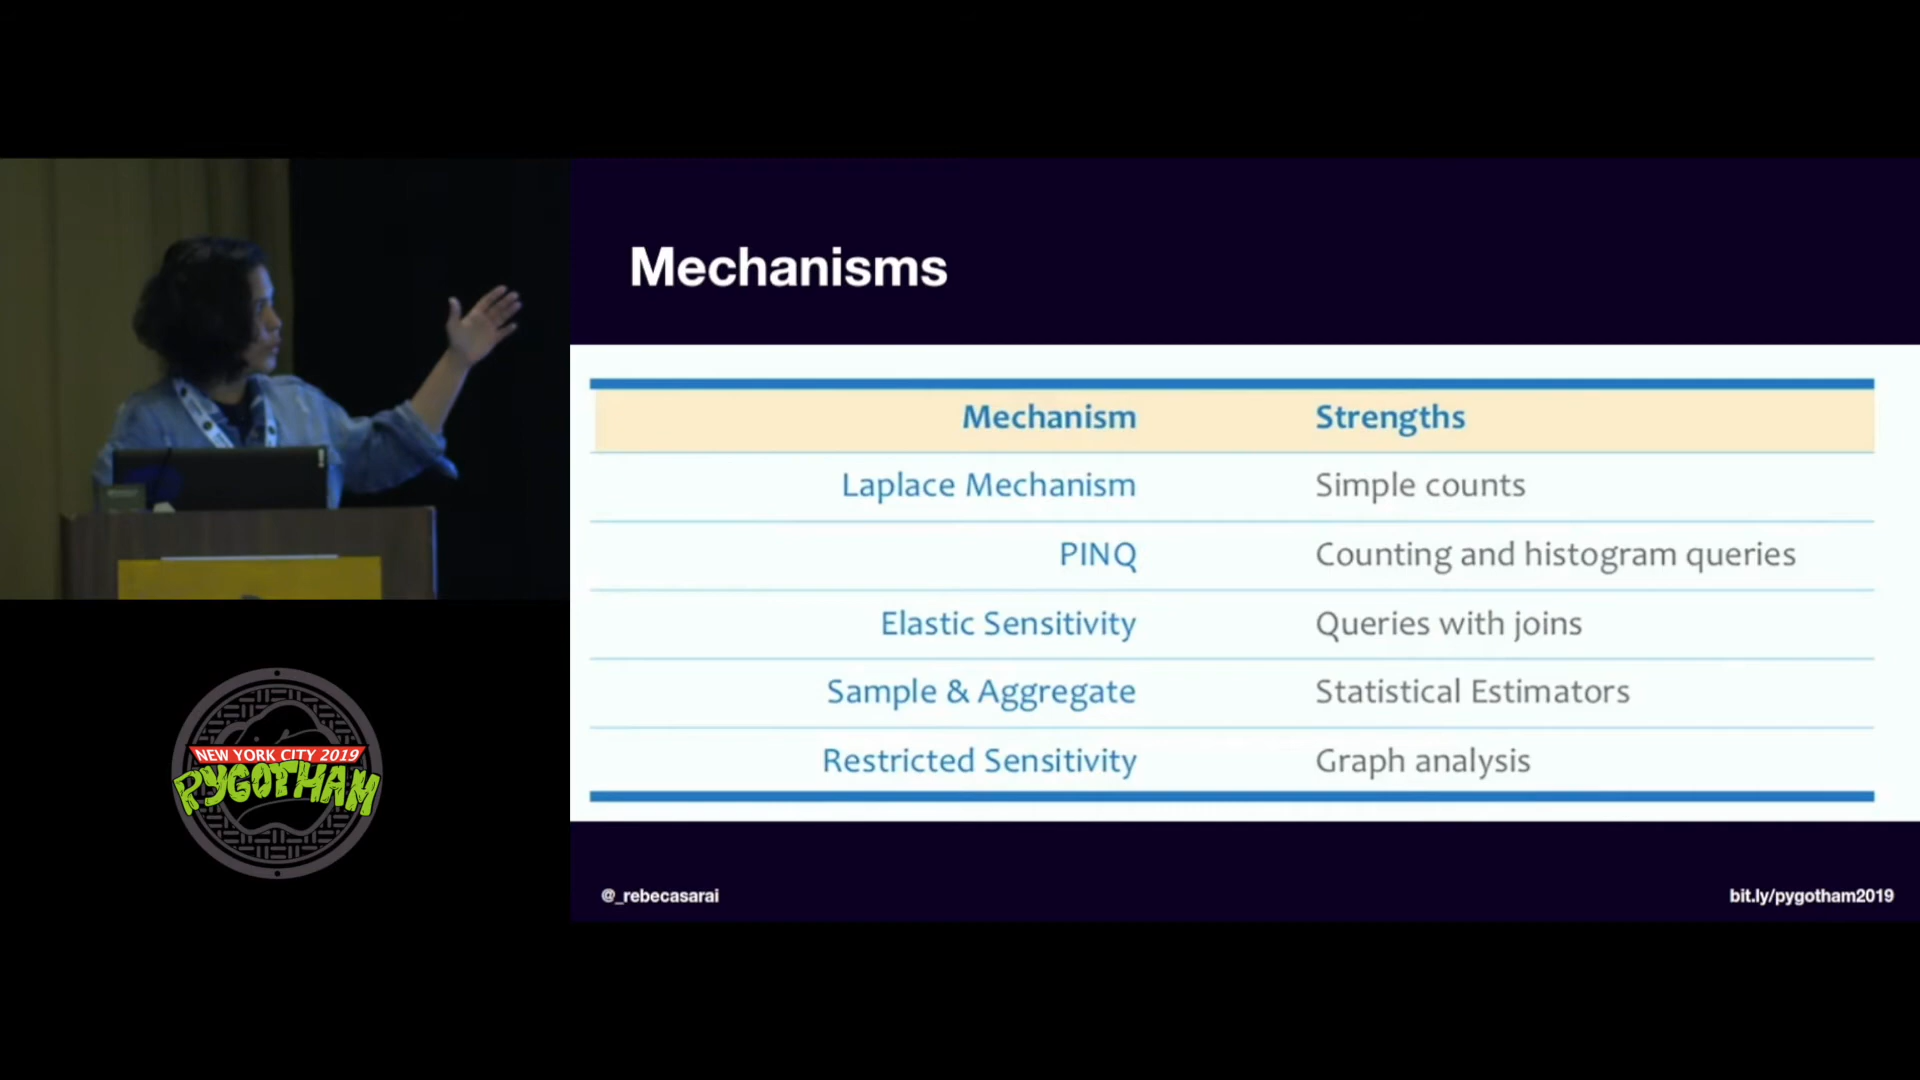 Mechanisms
Mechanism Strengths
Laplace Mechanism Simple counts
PINQ Counting and histogram queries
Elastic Sensitivity Queries with joins
Sample & Aggregate Statistical Estimators
Restricted Sensitivity Graph analysis
@_rebecasarai bit.ly/pygotham2019
NEW YORK CITY 2019
PYGOTHAM